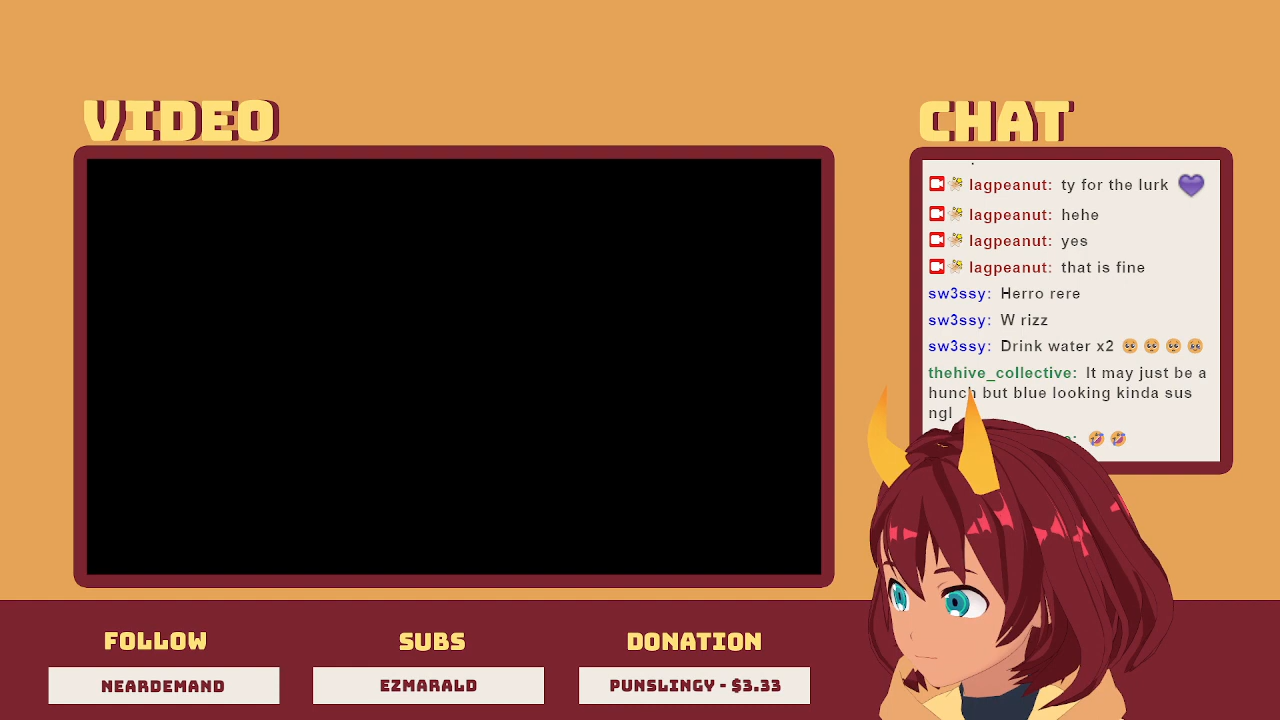 VIDEO
CHAT
lagpeanut: ty for the lurk
lagpeanut: hehe
lagpeanut: yes
lagpeanut: that is fine
sw3ssy: Herro rere
sw3ssy: W rizz
sw3ssy: Drink water x2
thehive_collective: It may just be a
hunch but blue looking kinda sus
ngl
FOLLOW
SUBS
DONATION
NEARDEMAND
EZMARALD
PUNSLINGY - $3.33